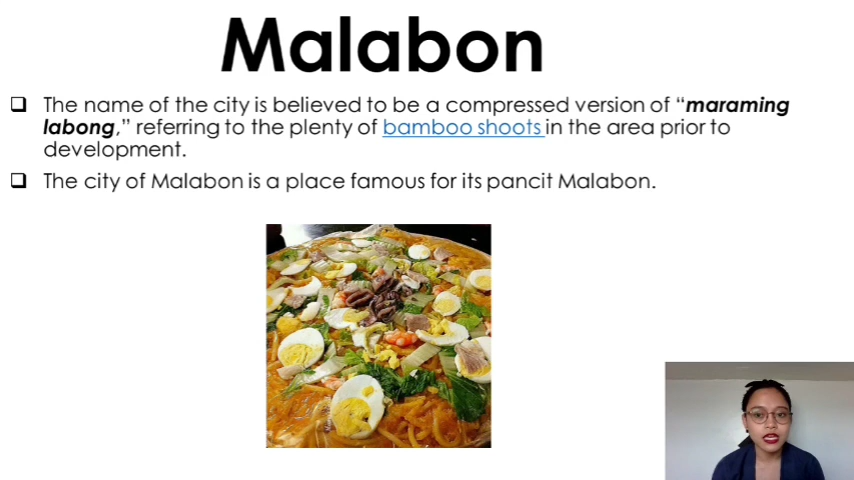 Malabon
❑ The name of the city is believed to be a compressed version of “maraming
labong,” referring to the plenty of bamboo shoots in the area prior to
development.
❑ The city of Malabon is a place famous for its pancit Malabon.